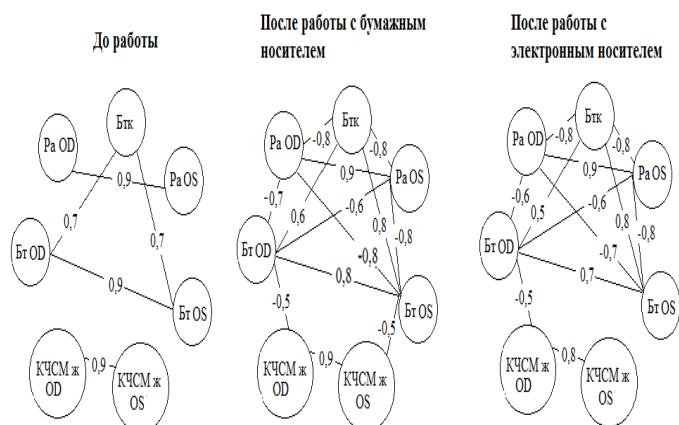 До работы
Бтк
Ра OD
Ра OS
0,9
0,7
0,7
Бт OD
0,9
Бт OS
КЧСМ ж
OD
0,9
КЧСМ ж
OS
После работы с бумажным
носителем
Бтк
-0,8
-0,8
Ра OD
0,9
Ра OS
-0,7
-0,6
0,6
0,8
-0,8
Бт OD
-0,8
0,8
Бт OS
-0,5
-0,5
КЧСМ ж
OD
0,9
КЧСМ ж
OS
После работы с
электронным носителем
Бтк
-0,8
-0,8
Ра OD
0,9
Ра OS
-0,6
-0,6
0,5
0,8
-0,8
Бт OD
-0,7
0,7
Бт OS
-0,5
КЧСМ ж
OD
0,8
КЧСМ ж
OS